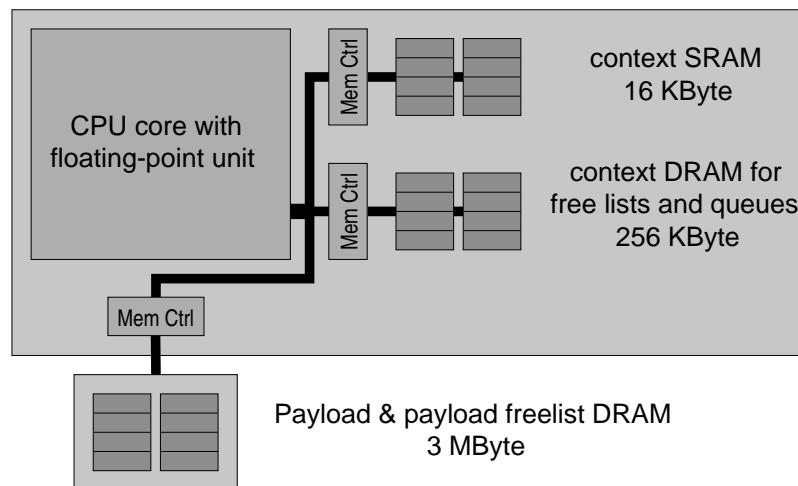 CPU core with
floating-point unit
Mem Ctrl
context SRAM
16 KByte
Mem Ctrl
context DRAM for
free lists and queues
256 KByte
Mem Ctrl
Payload & payload freelist DRAM
3 MByte